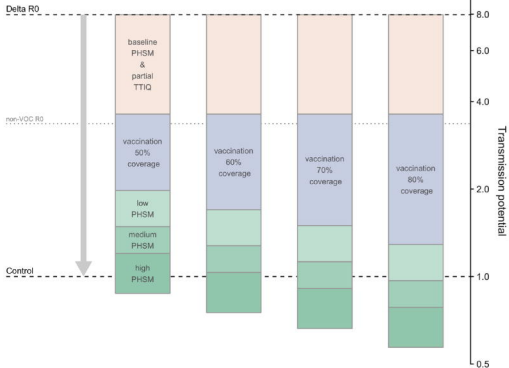 Delta R0
non-VOC R0
Control
baseline
PHSM
&
partial
TTIQ
vaccination
50%
coverage
low
PHSM
medium
PHSM
high
PHSM
vaccination
60%
coverage
vaccination
70%
coverage
vaccination
80%
coverage
8.0
6.0
4.0
2.0
1.0
0.5
Transmission potential